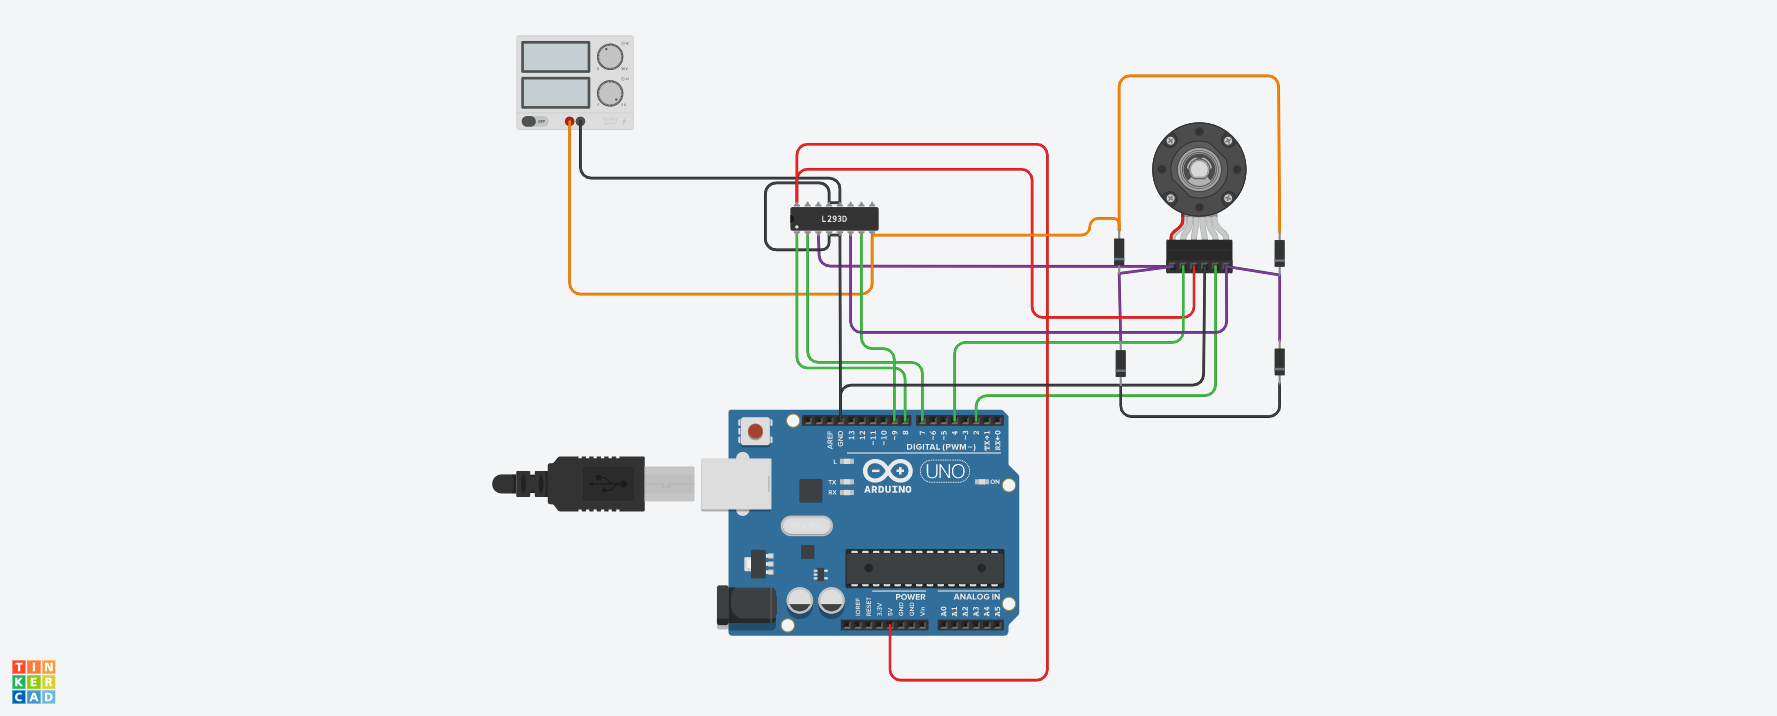 OFF
L293D
AREF
GND
13
12
~11
~10
~9
8
7
~6
~5
4
~3
2
TX→1
RX←0
DIGITAL (PWM~)
L
TX
RX
ARDUINO
UNO
ON
POWER
ANALOG IN
IOREF
RESET
3.3V
5V
GND
GND
Vin
A0
A1
A2
A3
A4
A5
TIN
KER
CAD